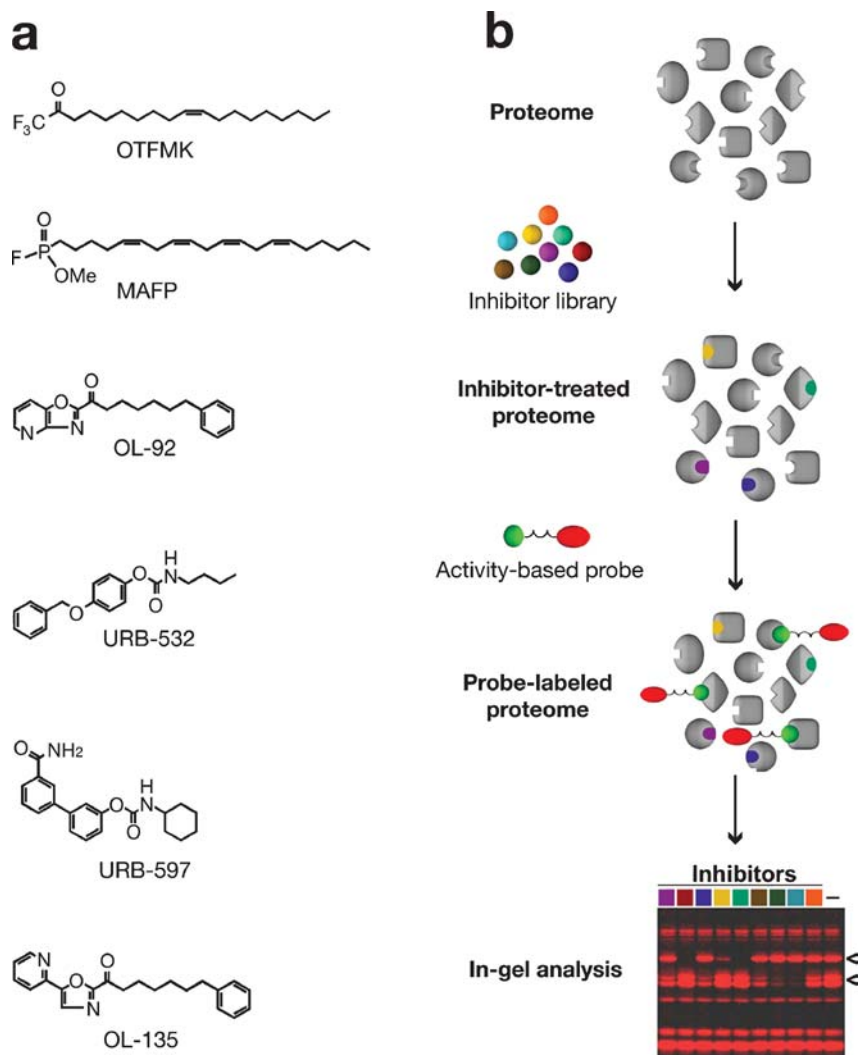 a
O
F3C
OTFMK
O
F
P
OMe
MAFP
O
O
N
N
OL-92
H
O
N
O
O
URB-532
O
NH2
H
O
N
O
URB-597
N
O
O
N
OL-135
b
Proteome
Inhibitor library
Inhibitor-treated
proteome
Activity-based probe
Probe-labeled
proteome
Inhibitors
–
<
<
In-gel analysis